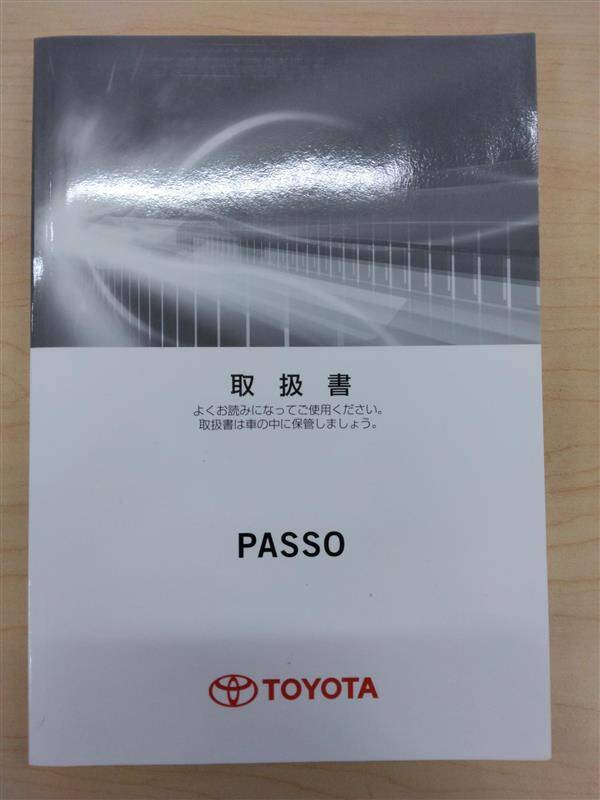 取扱書
よくお読みになってご使用ください。
取扱書は車の中に保管しましょう。
PASSO
TOYOTA